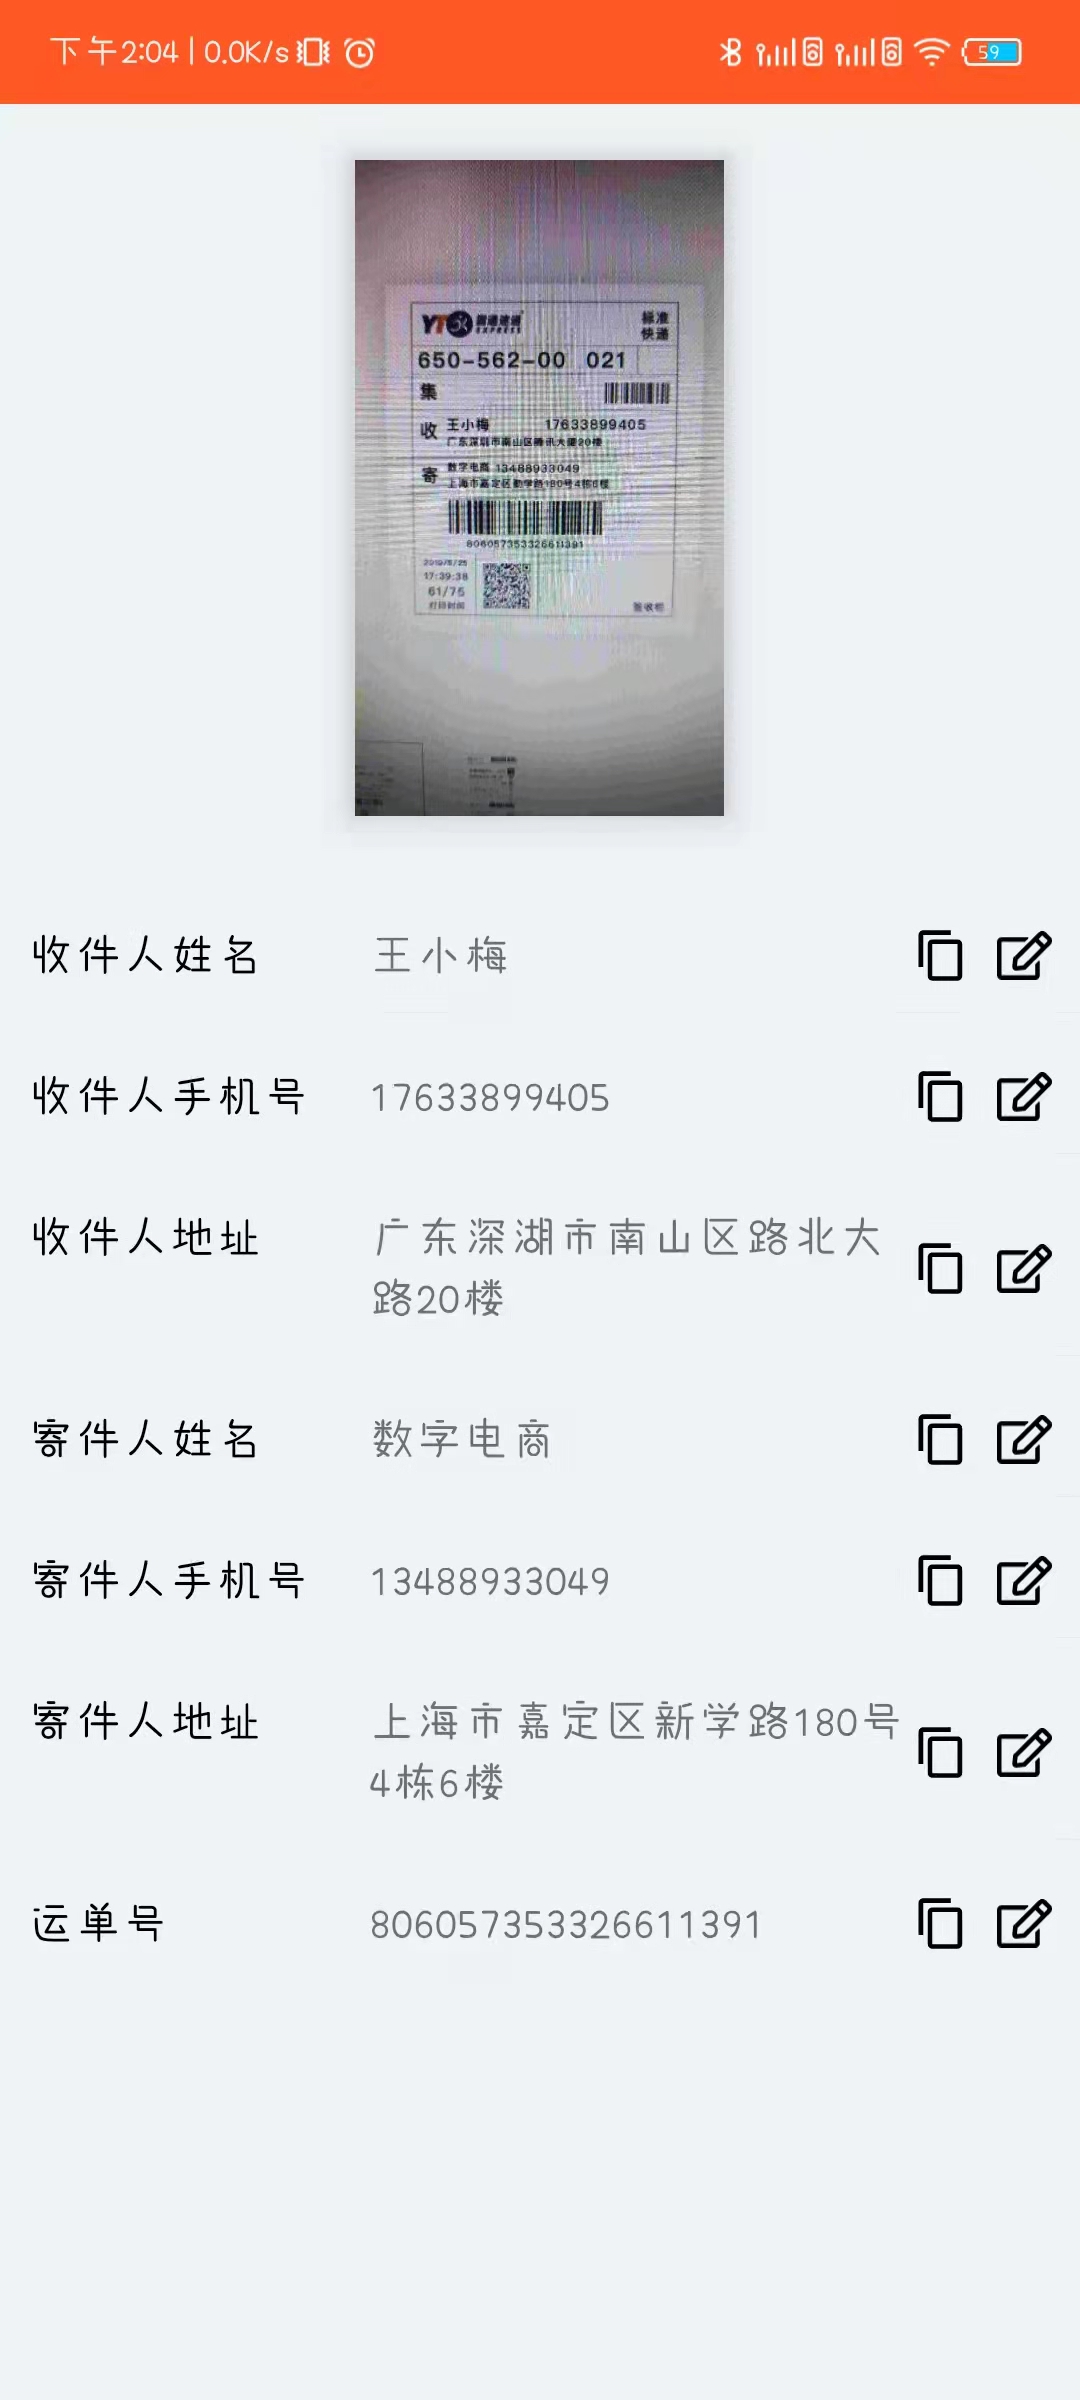 下午2:04 | 0.0K/s
59
YTO 圆通速递
EXPRESS
标准
快递
650-562-00 021
集
收 王小梅 17633899405
广东深圳市南山区腾讯大厦20楼
寄 数字电商 13488933049
上海市嘉定区勤学路180号4栋6楼
806057353326611391
2019/5/25
17:39:38
61/75
打印时间
签收栏
收件人姓名 王小梅
收件人手机号 17633899405
收件人地址 广东深湖市南山区路北大
路20楼
寄件人姓名 数字电商
寄件人手机号 13488933049
寄件人地址 上海市嘉定区新学路180号
4栋6楼
运单号 806057353326611391